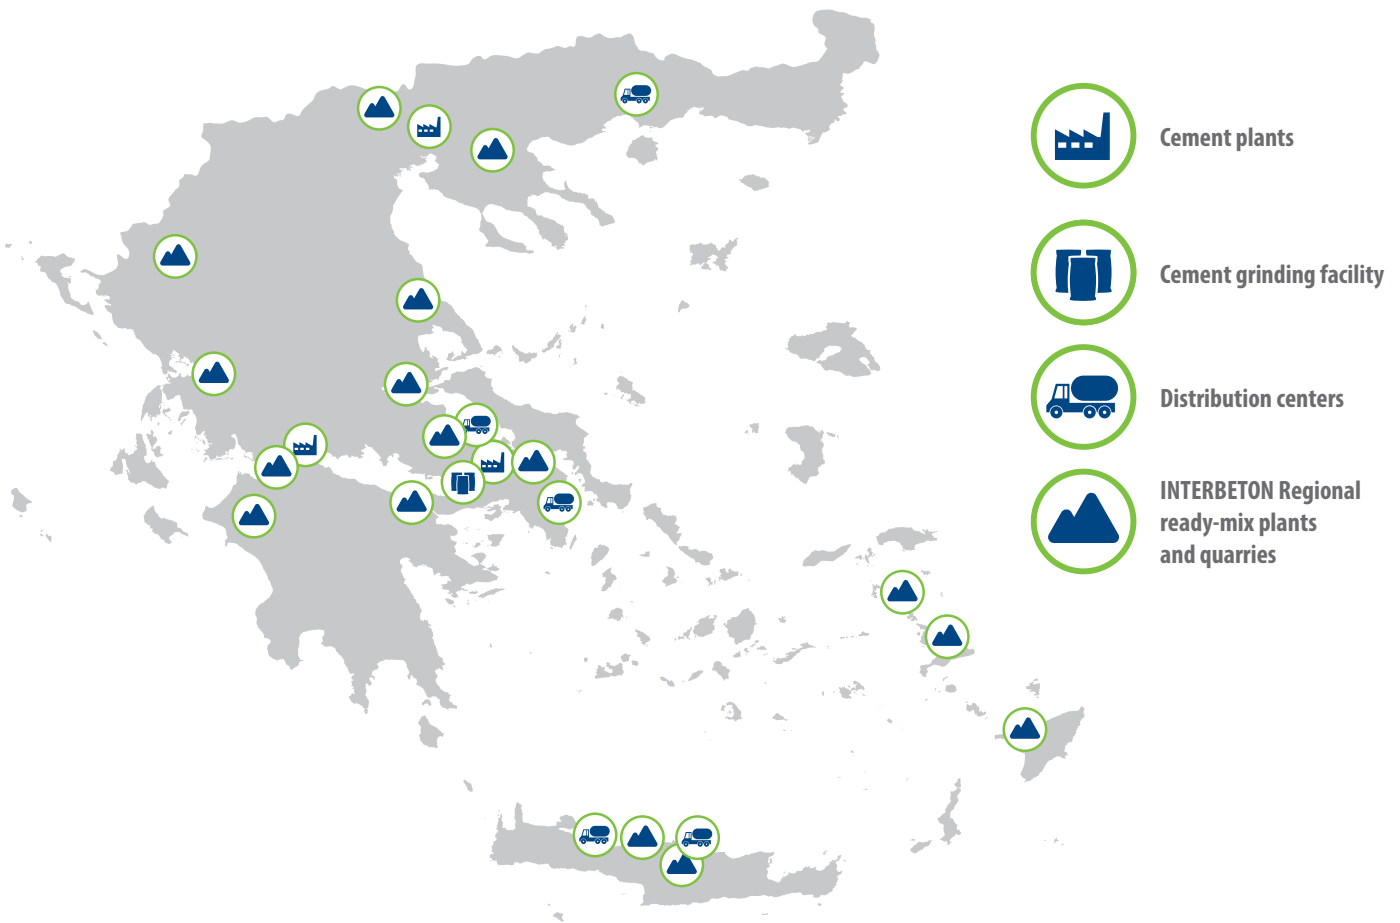 Cement plants
Cement grinding facility
Distribution centers
INTERBETON Regional
ready-mix plants
and quarries